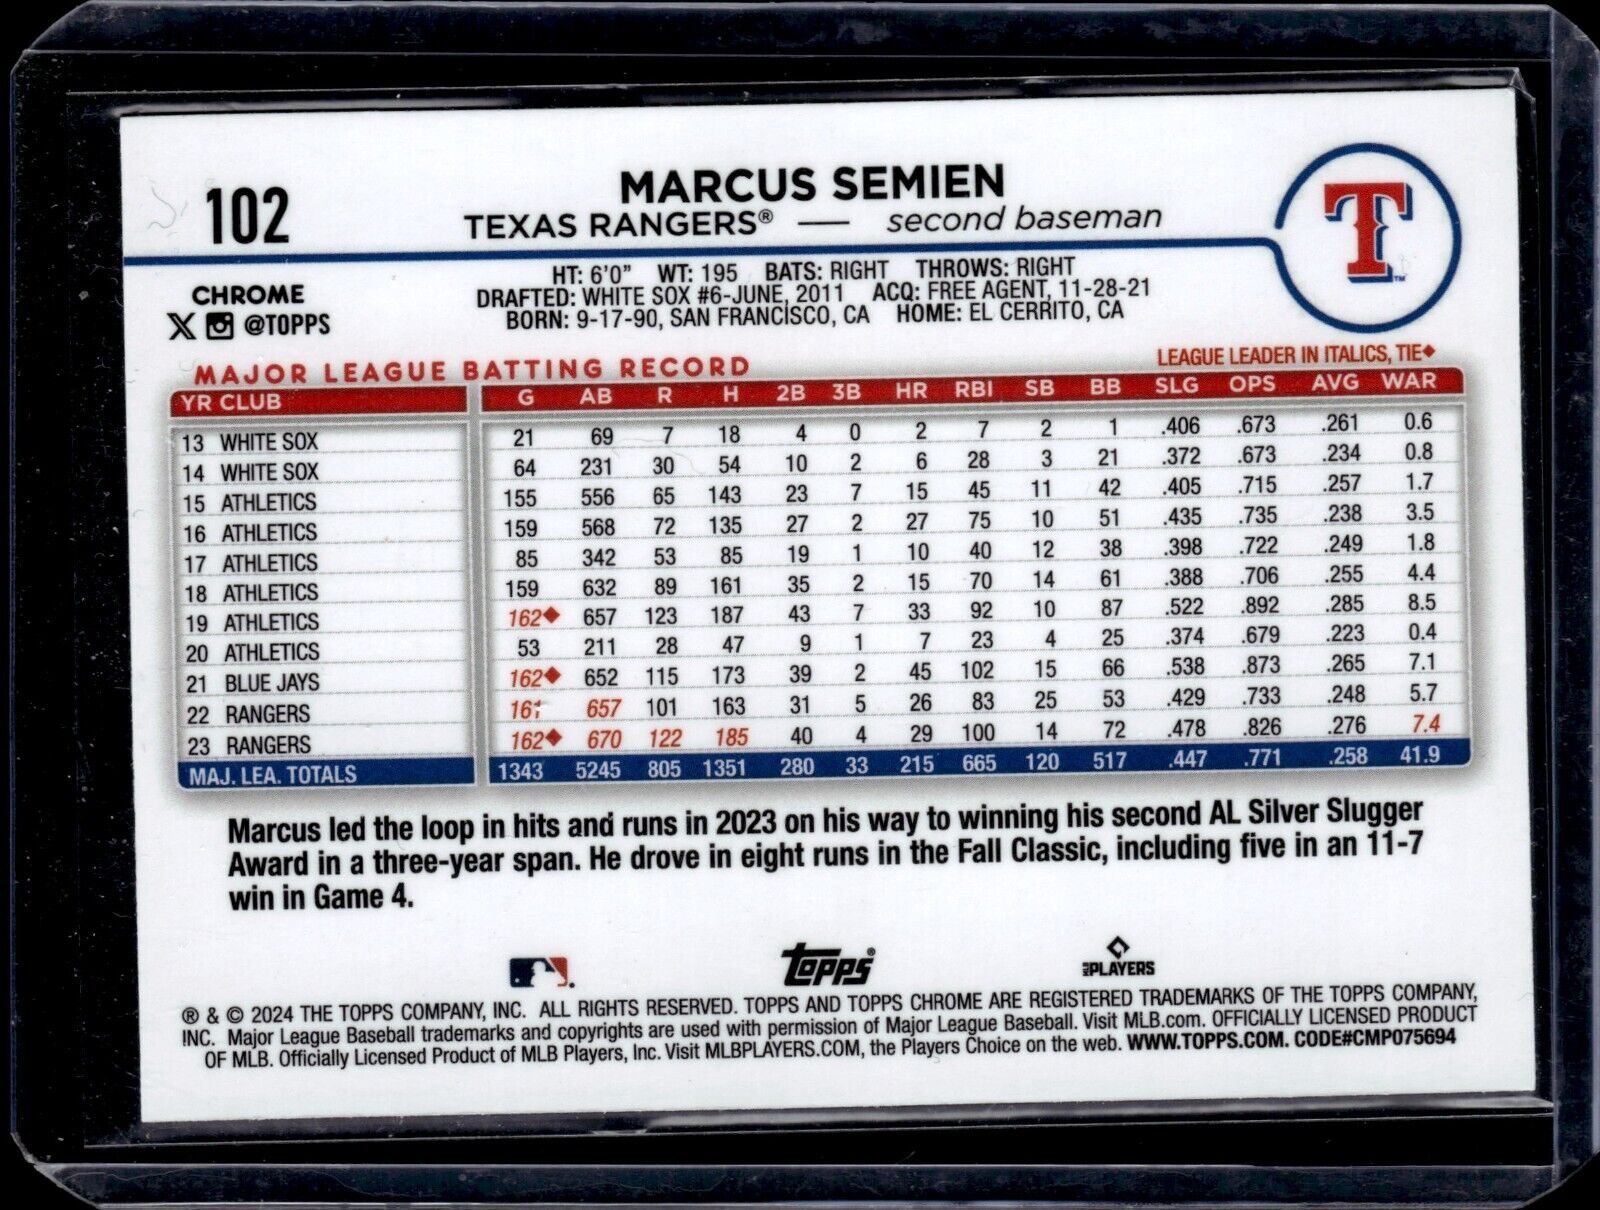 102
MARCUS SEMIEN
TEXAS RANGERS® — second baseman
T
TM
CHROME
X @TOPPS
HT: 6'0" WT: 195 BATS: RIGHT THROWS: RIGHT
DRAFTED: WHITE SOX #6-JUNE, 2011 ACQ: FREE AGENT, 11-28-21
BORN: 9-17-90, SAN FRANCISCO, CA HOME: EL CERRITO, CA
MAJOR LEAGUE BATTING RECORD
LEAGUE LEADER IN ITALICS, TIE◆
YR CLUB G AB R H 2B 3B HR RBI SB BB SLG OPS AVG WAR
13 WHITE SOX 21 69 7 18 4 0 2 7 2 1 .406 .673 .261 0.6
14 WHITE SOX 64 231 30 54 10 2 6 28 3 21 .372 .673 .234 0.8
15 ATHLETICS 155 556 65 143 23 7 15 45 11 42 .405 .715 .257 1.7
16 ATHLETICS 159 568 72 135 27 2 27 75 10 51 .435 .735 .238 3.5
17 ATHLETICS 85 342 53 85 19 1 10 40 12 38 .398 .722 .249 1.8
18 ATHLETICS 159 632 89 161 35 2 15 70 14 61 .388 .706 .255 4.4
19 ATHLETICS 162◆ 657 123 187 43 7 33 92 10 87 .522 .892 .285 8.5
20 ATHLETICS 53 211 28 47 9 1 7 23 4 25 .374 .679 .223 0.4
21 BLUE JAYS 162◆ 652 115 173 39 2 45 102 15 66 .538 .873 .265 7.1
22 RANGERS 161 657 101 163 31 5 26 83 25 53 .429 .733 .248 5.7
23 RANGERS 162◆ 670 122 185 40 4 29 100 14 72 .478 .826 .276 7.4
MAJ. LEA. TOTALS 1343 5245 805 1351 280 33 215 665 120 517 .447 .771 .258 41.9
Marcus led the loop in hits and runs in 2023 on his way to winning his second AL Silver Slugger
Award in a three-year span. He drove in eight runs in the Fall Classic, including five in an 11-7
win in Game 4.
topps®
MLB PLAYERS
® & © 2024 THE TOPPS COMPANY, INC. ALL RIGHTS RESERVED. TOPPS AND TOPPS CHROME ARE REGISTERED TRADEMARKS OF THE TOPPS COMPANY,
INC. Major League Baseball trademarks and copyrights are used with permission of Major League Baseball. Visit MLB.com. OFFICIALLY LICENSED PRODUCT
OF MLB. Officially Licensed Product of MLB Players, Inc. Visit MLBPLAYERS.COM, the Players Choice on the web. WWW.TOPPS.COM. CODE#CMP075694